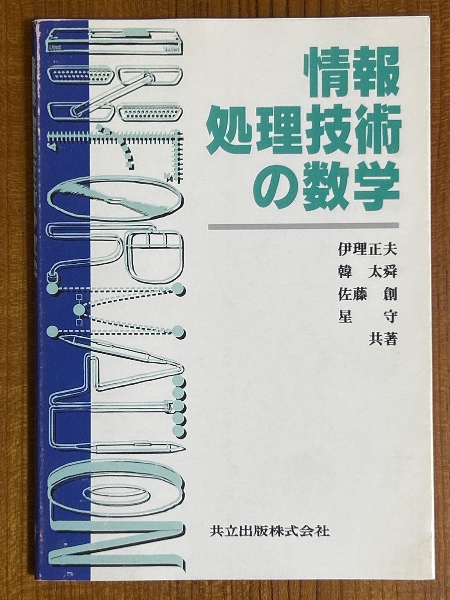 情報
処理技術
の数学
伊理正夫
韓 太舜
佐藤 創
星 守
共著
共立出版株式会社
INFORMATION